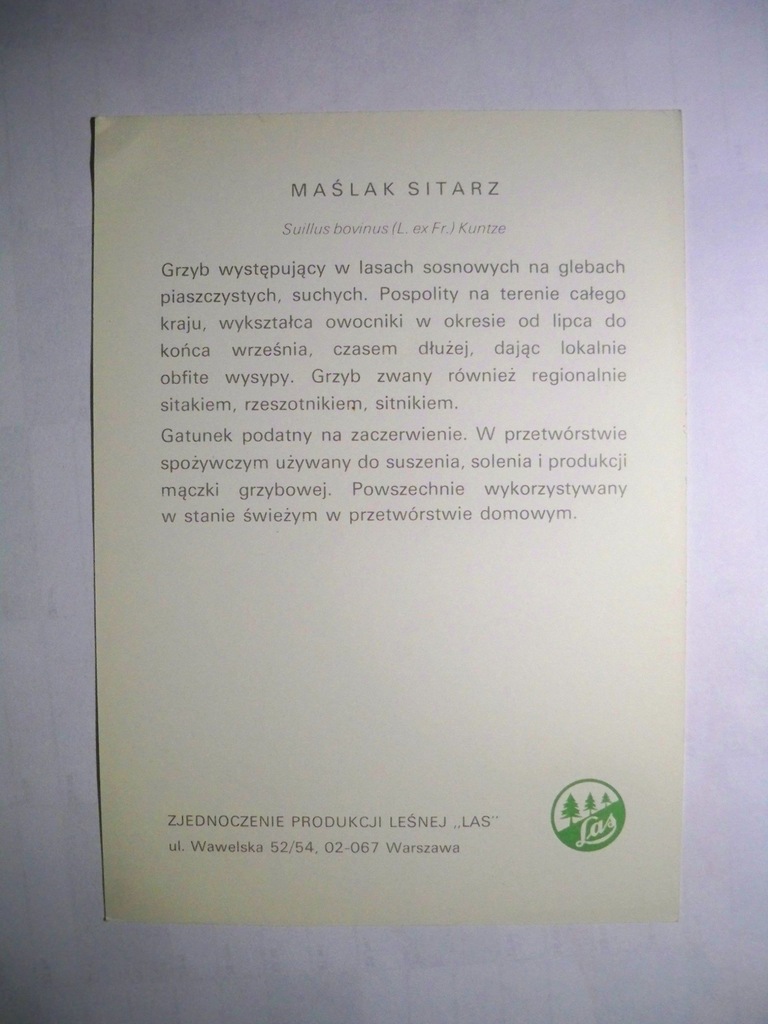 MAŚLAK SITARZ
Suillus bovinus (L. ex Fr.) Kuntze
Grzyb występujący w lasach sosnowych na glebach
piaszczystych, suchych. Pospolity na terenie całego
kraju, wykształca owocniki w okresie od lipca do
końca września, czasem dłużej, dając lokalnie
obfite wysypy. Grzyb zwany również regionalnie
sitakiem, rzeszotnikiem, sitnikiem.
Gatunek podatny na zaczerwienie. W przetwórstwie
spożywczym używany do suszenia, solenia i produkcji
mączki grzybowej. Powszechnie wykorzystywany
w stanie świeżym w przetwórstwie domowym.
ZJEDNOCZENIE PRODUKCJI LEŚNEJ „LAS”
ul. Wawelska 52/54, 02-067 Warszawa
Las